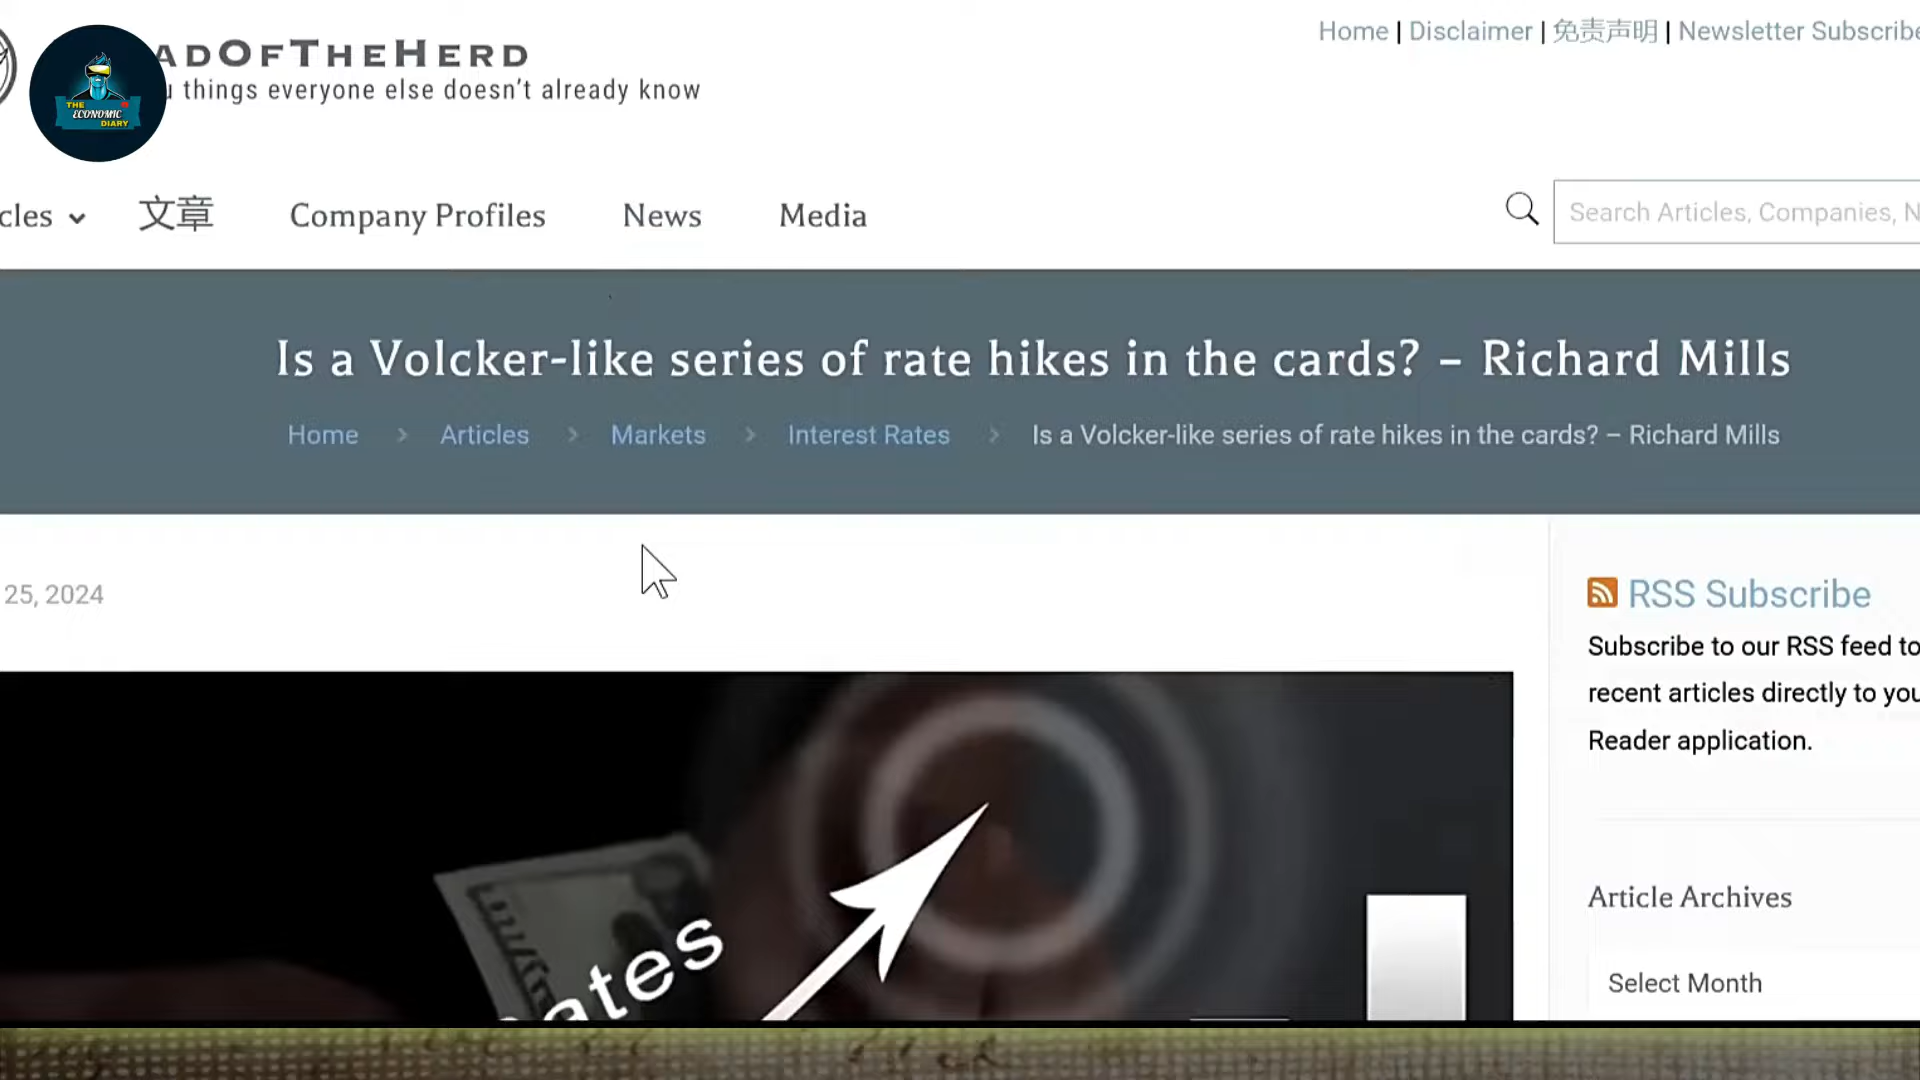 ADOFTHEHERD
things everyone else doesn't already know
THE ECONOMIC DIARY
Home | Disclaimer | 免责声明 | Newsletter Subscribe
cles
文章
Company Profiles
News
Media
Search Articles, Companies, N
Is a Volcker-like series of rate hikes in the cards? – Richard Mills
Home > Articles > Markets > Interest Rates > Is a Volcker-like series of rate hikes in the cards? – Richard Mills
25, 2024
RSS Subscribe
Subscribe to our RSS feed to
recent articles directly to you
Reader application.
ates
Article Archives
Select Month